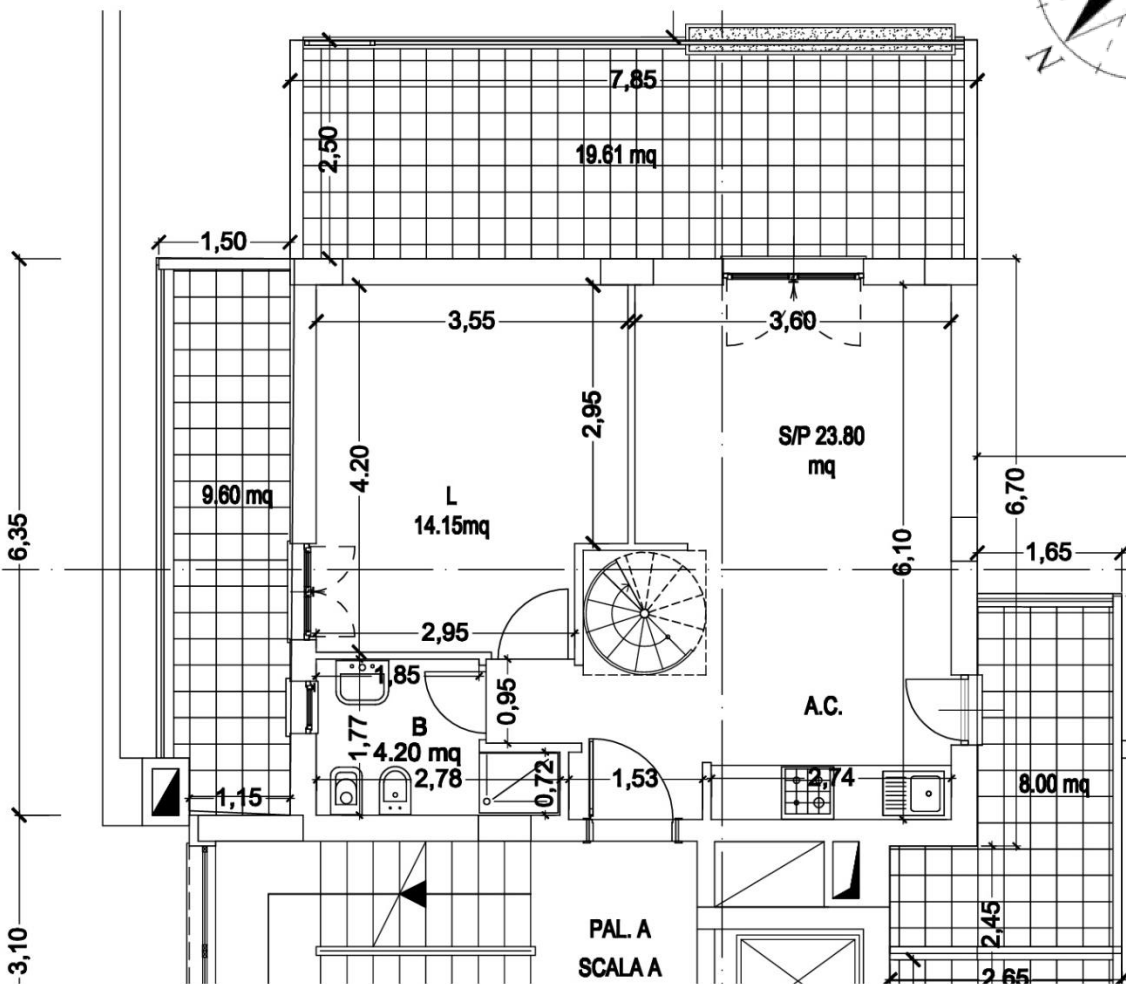 N
7,85
2,50
19.61 mq
1,50
3,55
3,60
2,95
4.20
S/P 23.80
mq
6,70
9.60 mq
L
14.15mq
6,35
6,10
1,65
2,95
1,85
0,95
A.C.
B
1,77
4.20 mq
2,78
0,72
1,53
2,74
8.00 mq
1,15
2,45
PAL. A
SCALA A
3,10
2,65